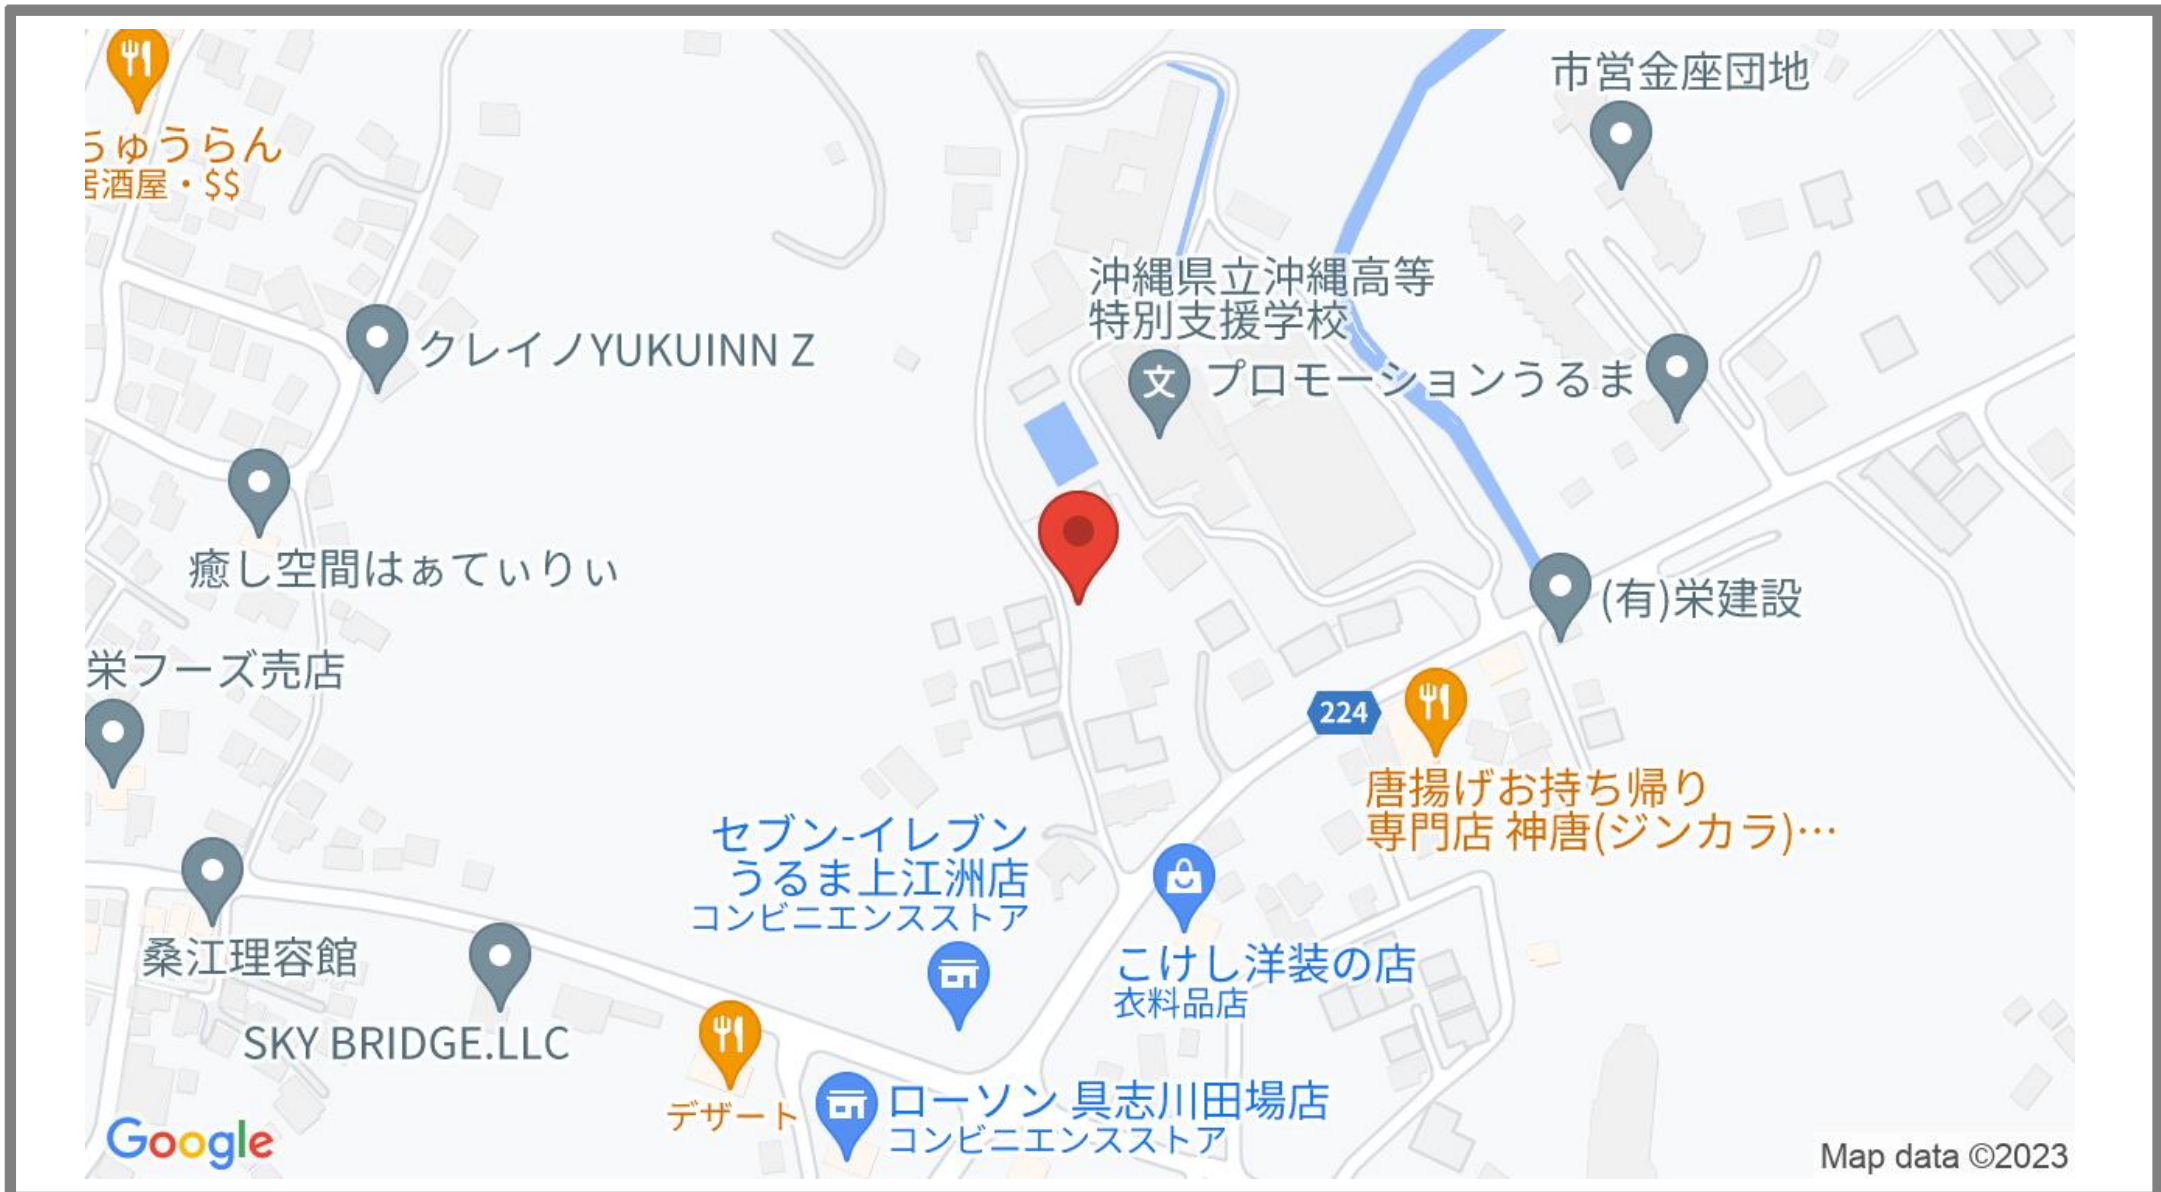 市営金座団地
ちゅうらん
居酒屋・$$
沖縄県立沖縄高等
特別支援学校
文
クレイノYUKUINN Z
プロモーションうるま
癒し空間はぁてぃりぃ
(有)栄建設
栄フーズ売店
224
唐揚げお持ち帰り
専門店 神唐(ジンカラ)…
セブン-イレブン
うるま上江洲店
コンビニエンスストア
桑江理容館
こけし洋装の店
衣料品店
SKY BRIDGE.LLC
デザート
ローソン 具志川田場店
コンビニエンスストア
Google
Map data ©2023